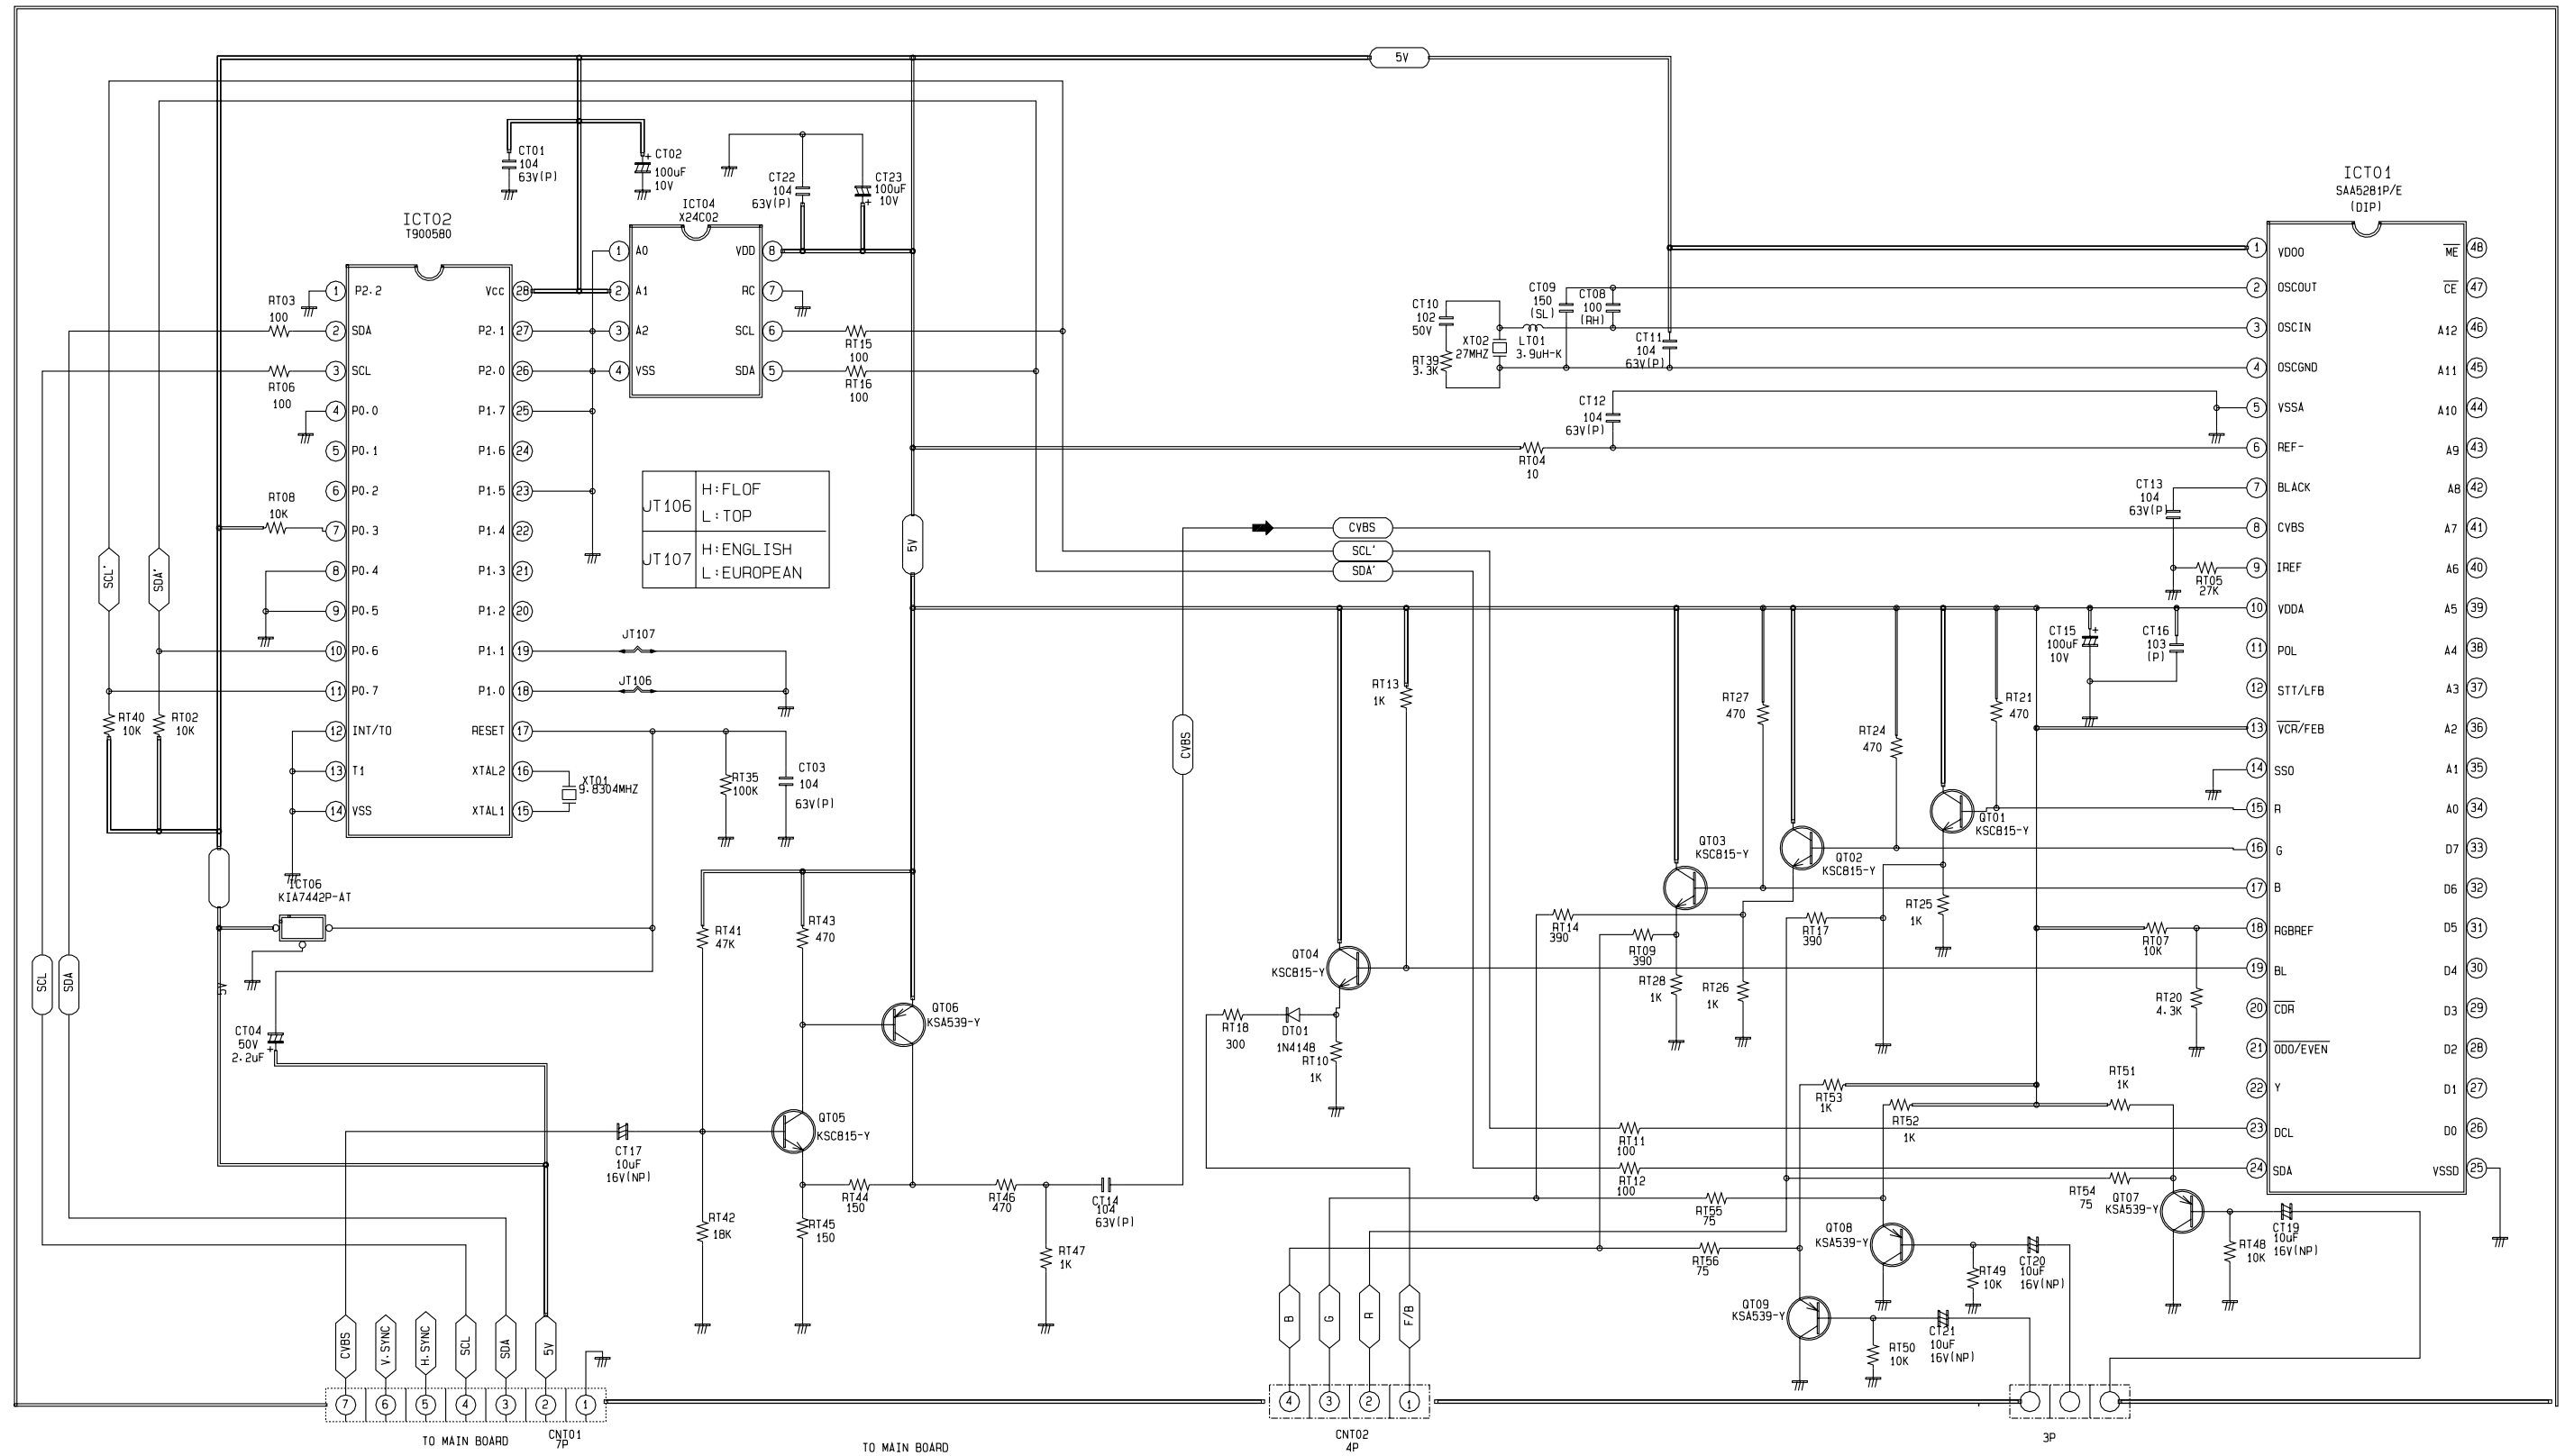 5V
ICT01
SAA5281P/E
(DIP)
CT01
104
63V(P)
CT02
100uF
10V
CT22
104
63V(P)
CT23
100uF
10V
ICT02
T900580
ICT04
X24C02
1 P2.2
2 SDA
3 SCL
4 P0.0
5 P0.1
6 P0.2
7 P0.3
8 P0.4
9 P0.5
10 P0.6
11 P0.7
12 INT/T0
13 T1
14 VSS
Vcc 28
P2.1 27
P2.0 26
P1.7 25
P1.6 24
P1.5 23
P1.4 22
P1.3 21
P1.2 20
P1.1 19
P1.0 18
RESET 17
XTAL2 16
XTAL1 15
1 A0
2 A1
3 A2
4 VSS
VDD 8
RC 7
SCL 6
SDA 5
RT03
100
RT06
100
RT08
10K
RT15
100
RT16
100
JT106
H:FLOF
L:TOP
JT107
H:ENGLISH
L:EUROPEAN
SCL'
SDA'
RT40
10K
RT02
10K
JT107
JT106
XT01
9.8304MHZ
RT35
100K
CT03
104
63V(P)
ICT06
KIA7442P-AT
5V
SCL
SDA
CT04
50V
2.2uF
RT41
47K
RT43
470
5V
QT06
KSA539-Y
QT05
KSC815-Y
CT17
10uF
16V(NP)
RT42
18K
RT44
150
RT45
150
RT46
470
RT47
1K
CT14
104
63V(P)
CVBS
CVBS
SCL'
SDA'
CT10
102
50V
RT39
3.3K
XT02
27MHZ
CT09
150
(SL)
CT08
100
(RH)
LT01
3.9uH-K
CT11
104
63V(P)
CT12
104
63V(P)
RT04
10
CT13
104
63V(P)
RT05
27K
CT15
100uF
10V
CT16
103
(P)
RT13
1K
RT27
470
RT24
470
RT21
470
QT01
KSC815-Y
QT02
KSC815-Y
QT03
KSC815-Y
QT04
KSC815-Y
RT14
390
RT09
390
RT17
390
RT25
1K
RT28
1K
RT26
1K
RT18
300
DT01
1N4148
RT10
1K
RT07
10K
RT20
4.3K
RT53
1K
RT52
1K
RT51
1K
RT11
100
RT12
100
RT55
75
RT56
75
RT54
75
QT07
KSA539-Y
QT08
KSA539-Y
QT09
KSA539-Y
RT48
10K
RT49
10K
RT50
10K
CT19
10uF
16V(NP)
CT20
10uF
16V(NP)
CT21
10uF
16V(NP)
1 VDD0
2 OSCOUT
3 OSCIN
4 OSCGND
5 VSSA
6 REF-
7 BLACK
8 CVBS
9 IREF
10 VDDA
11 POL
12 STT/LFB
13 VCR/FEB
14 SS0
15 R
16 G
17 B
18 RGBREF
19 BL
20 COR
21 ODD/EVEN
22 Y
23 DCL
24 SDA
ME 48
CE 47
A12 46
A11 45
A10 44
A9 43
A8 42
A7 41
A6 40
A5 39
A4 38
A3 37
A2 36
A1 35
A0 34
D7 33
D6 32
D5 31
D4 30
D3 29
D2 28
D1 27
D0 26
VSSD 25
CVBS
V.SYNC
H.SYNC
SCL
SDA
5V
7 6 5 4 3 2 1
CNT01
7P
TO MAIN BOARD
TO MAIN BOARD
B
G
R
F/B
4 3 2 1
CNT02
4P
3P